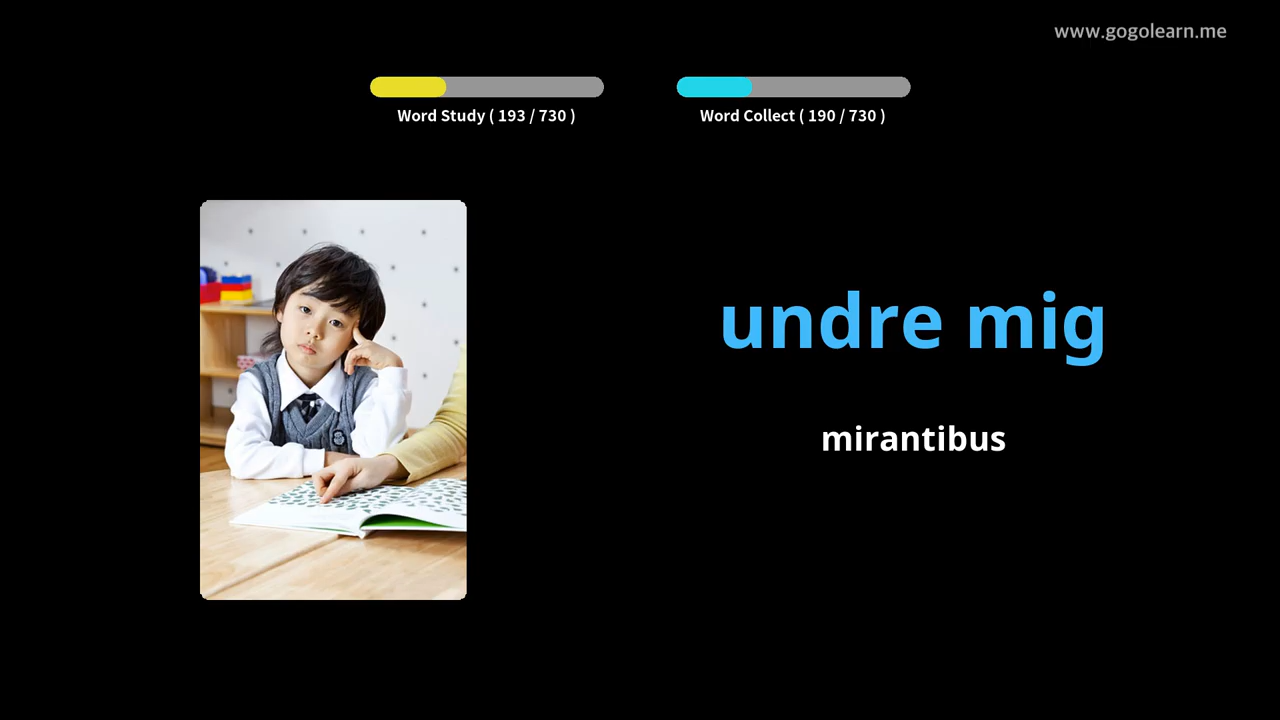 www.gogolearn.me
Word Study ( 193 / 730 )
Word Collect ( 190 / 730 )
undre mig
mirantibus